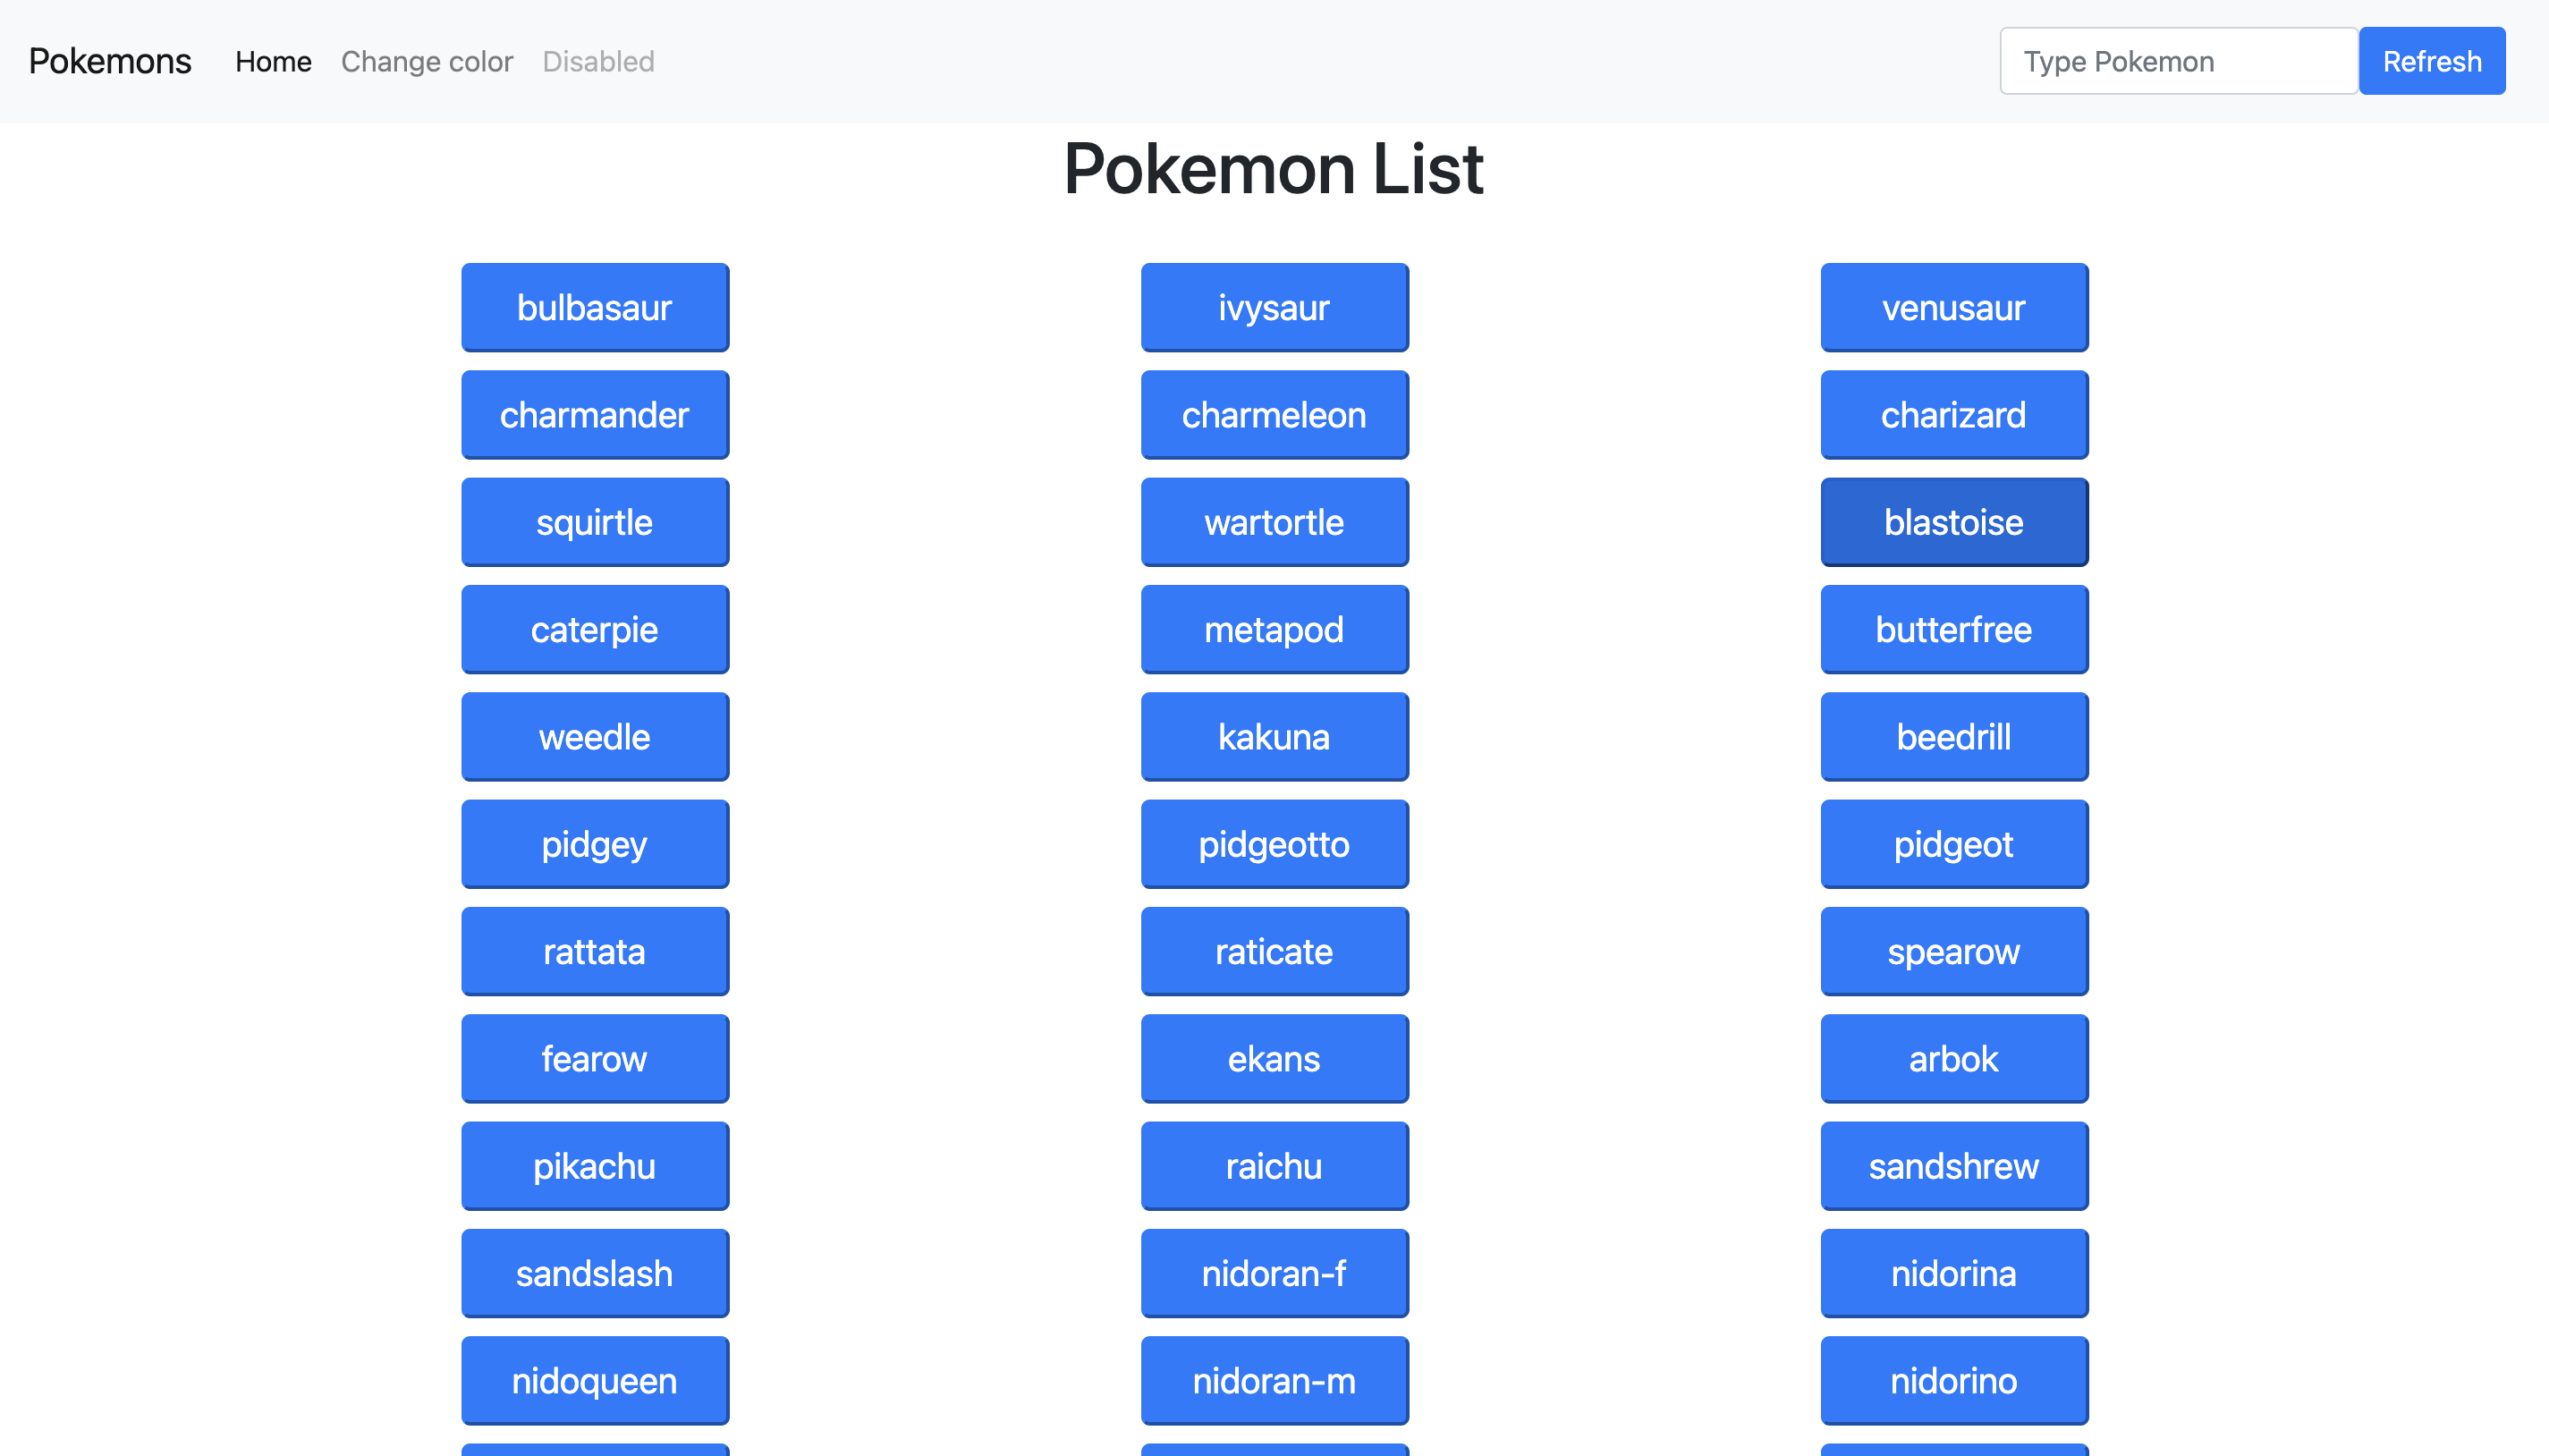 Pokemons Home Change color Disabled Type Pokemon Refresh
Pokemon List
bulbasaur ivysaur venusaur
charmander charmeleon charizard
squirtle wartortle blastoise
caterpie metapod butterfree
weedle kakuna beedrill
pidgey pidgeotto pidgeot
rattata raticate spearow
fearow ekans arbok
pikachu raichu sandshrew
sandslash nidoran-f nidorina
nidoqueen nidoran-m nidorino